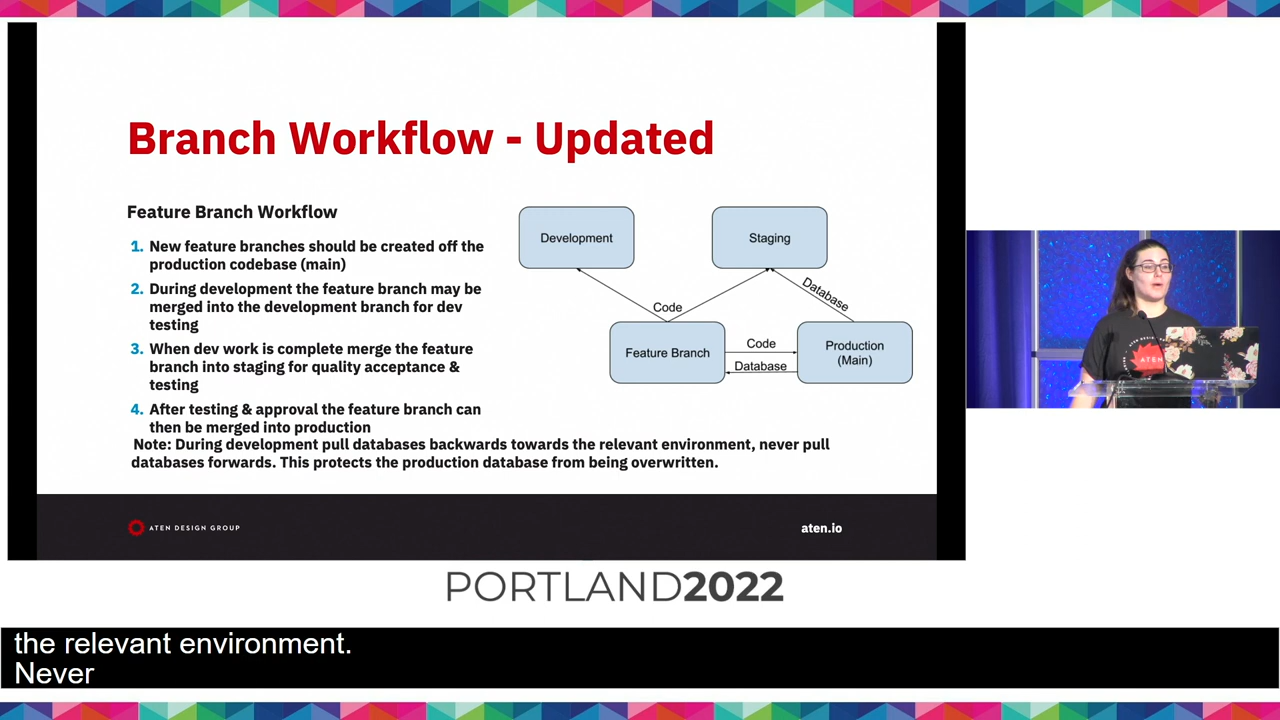 Branch Workflow - Updated
Feature Branch Workflow
1. New feature branches should be created off the
production codebase (main)
2. During development the feature branch may be
merged into the development branch for dev
testing
3. When dev work is complete merge the feature
branch into staging for quality acceptance &
testing
4. After testing & approval the feature branch can
then be merged into production
Note: During development pull databases backwards towards the relevant environment, never pull
databases forwards. This protects the production database from being overwritten.
Development
Staging
Code
Database
Feature Branch
Code
Database
Production
(Main)
ATEN DESIGN GROUP
aten.io
ATEN
PORTLAND2022
the relevant environment.
Never